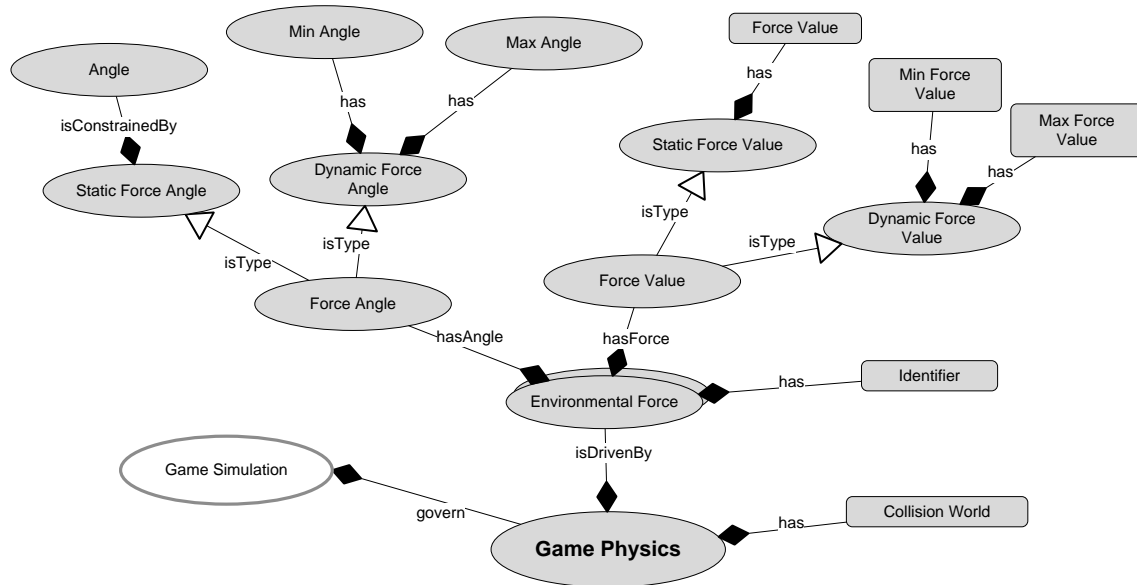 Force Value
Min Angle
Max Angle
Angle
has
Min Force
Value
has
has
Max Force
Value
isConstrainedBy
Static Force Value
has
has
Static Force Angle
Dynamic Force
Angle
isType
Dynamic Force
Value
isType
isType
isType
Force Angle
Force Value
hasAngle
hasForce
Identifier
has
Environmental Force
isDrivenBy
Game Simulation
govern
Collision World
has
Game Physics